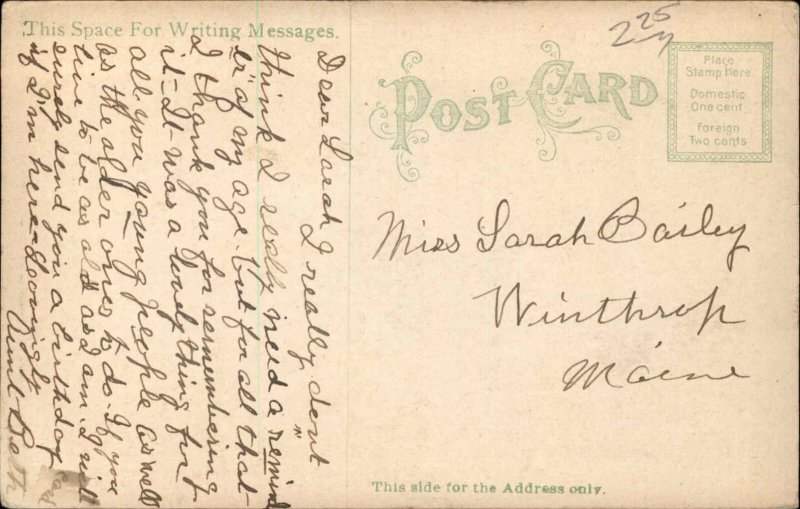 This Space For Writing Messages.
Dear Sarah I really dont
think I really need a remind
er "of my age. but for all that
I thank you for remembering
it - It was a lovely thing for
all you young people as well
as the older ones to do. If you
live to be as old as I am I will
surely send you a birthday
card
if I'm here - Lovingly
Aunt Beth
POST CARD
2 25
Place
Stamp Here
Domestic
One cent
Foreign
Two cents
Miss Sarah Bailey
Winthrop
Maine
This side for the Address only.